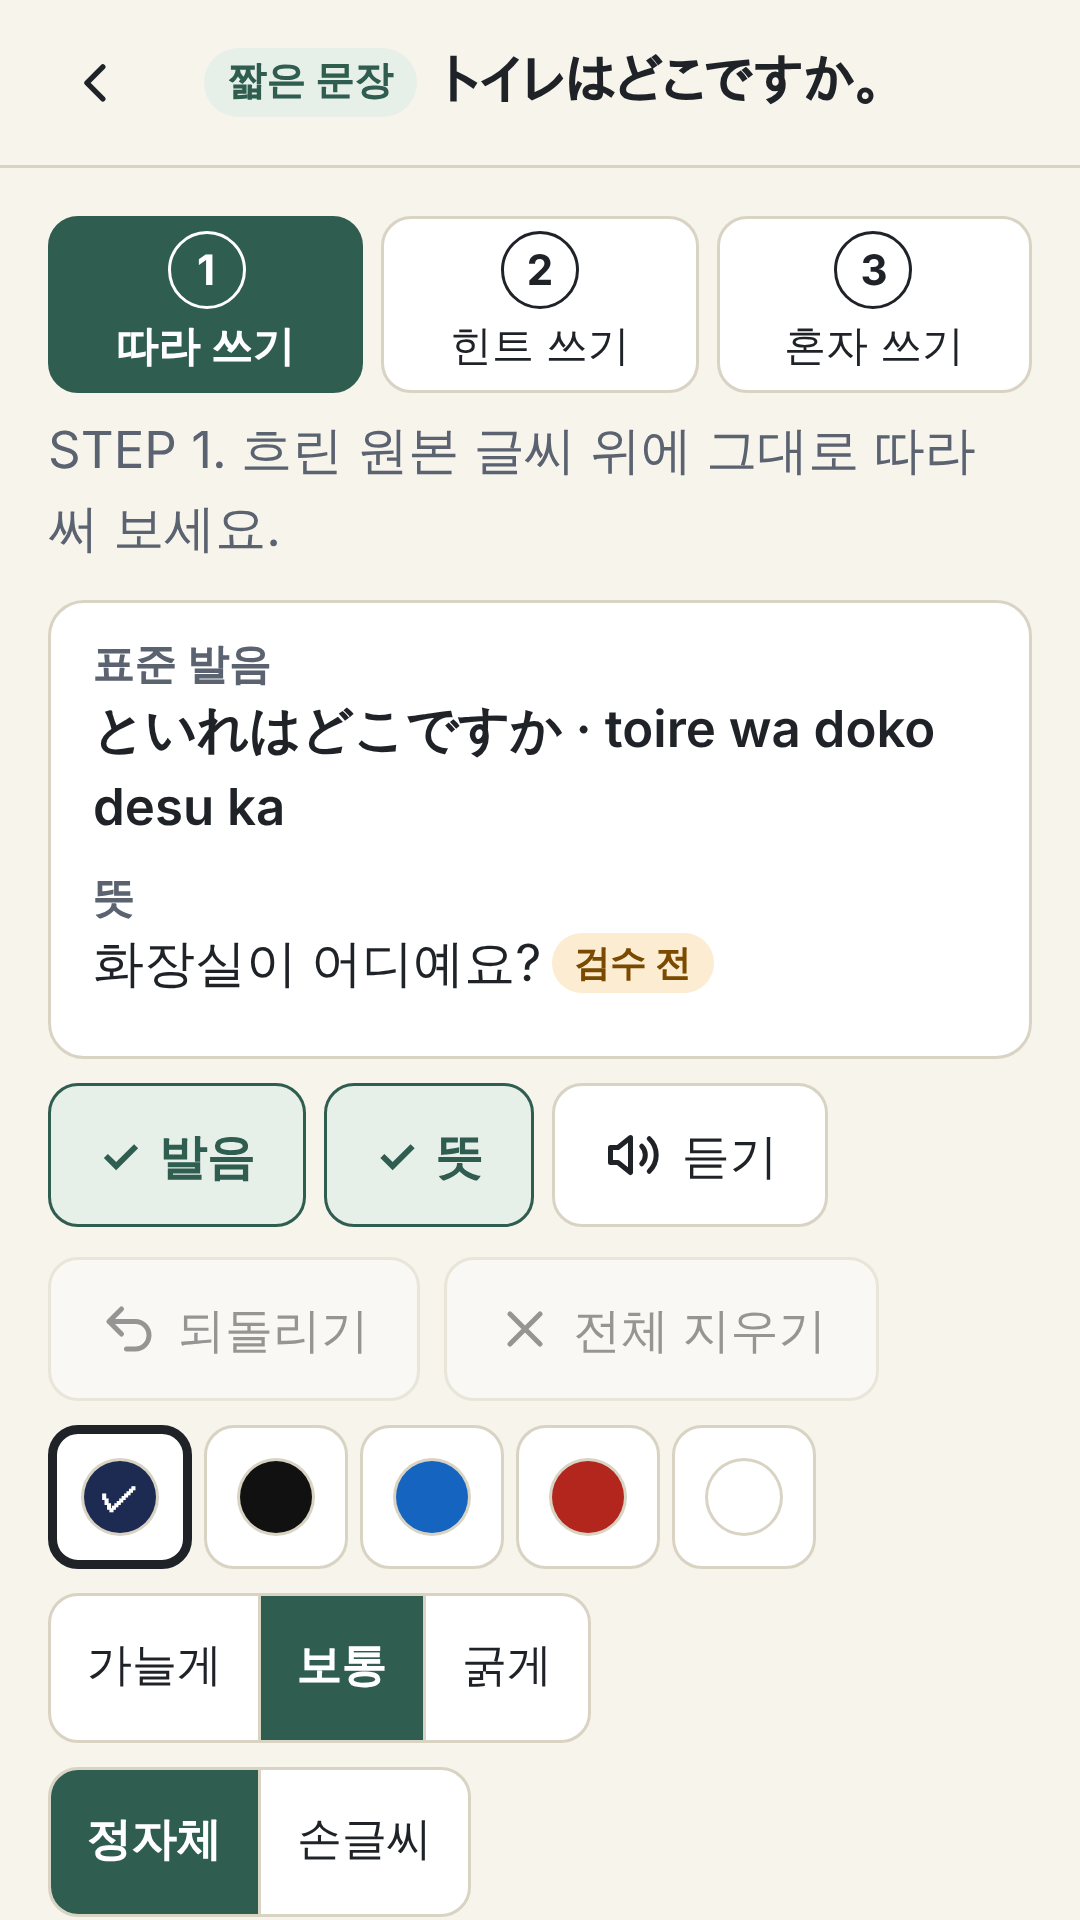 짧은 문장 トイレはどこですか。
1 2 3
따라 쓰기 힌트 쓰기 혼자 쓰기
STEP 1. 흐린 원본 글씨 위에 그대로 따라
써 보세요.
표준 발음
といれはどこですか · toire wa doko
desu ka
뜻
화장실이 어디예요? 검수 전
발음 뜻 듣기
되돌리기 전체 지우기
가늘게 보통 굵게
정자체 손글씨